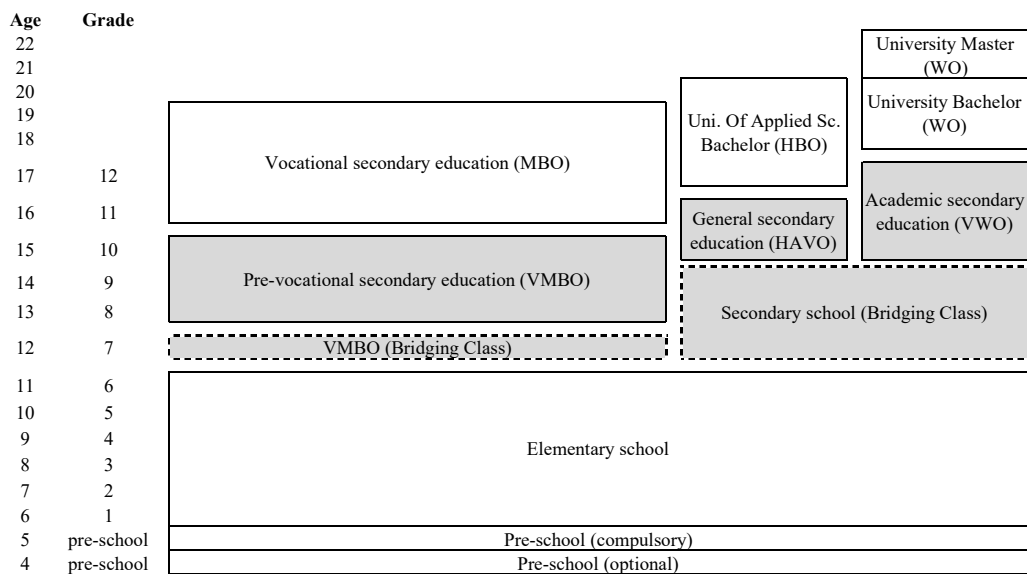 Age Grade
22
University Master
(WO)
21
20
University Bachelor
(WO)
19
Uni. Of Applied Sc.
Bachelor (HBO)
18
Vocational secondary education (MBO)
17 12
Academic secondary
education (VWO)
16 11
General secondary
education (HAVO)
15 10
14 9
Pre-vocational secondary education (VMBO)
13 8
Secondary school (Bridging Class)
12 7 VMBO (Bridging Class)
11 6
10 5
9 4
Elementary school
8 3
7 2
6 1
5 pre-school Pre-school (compulsory)
4 pre-school Pre-school (optional)